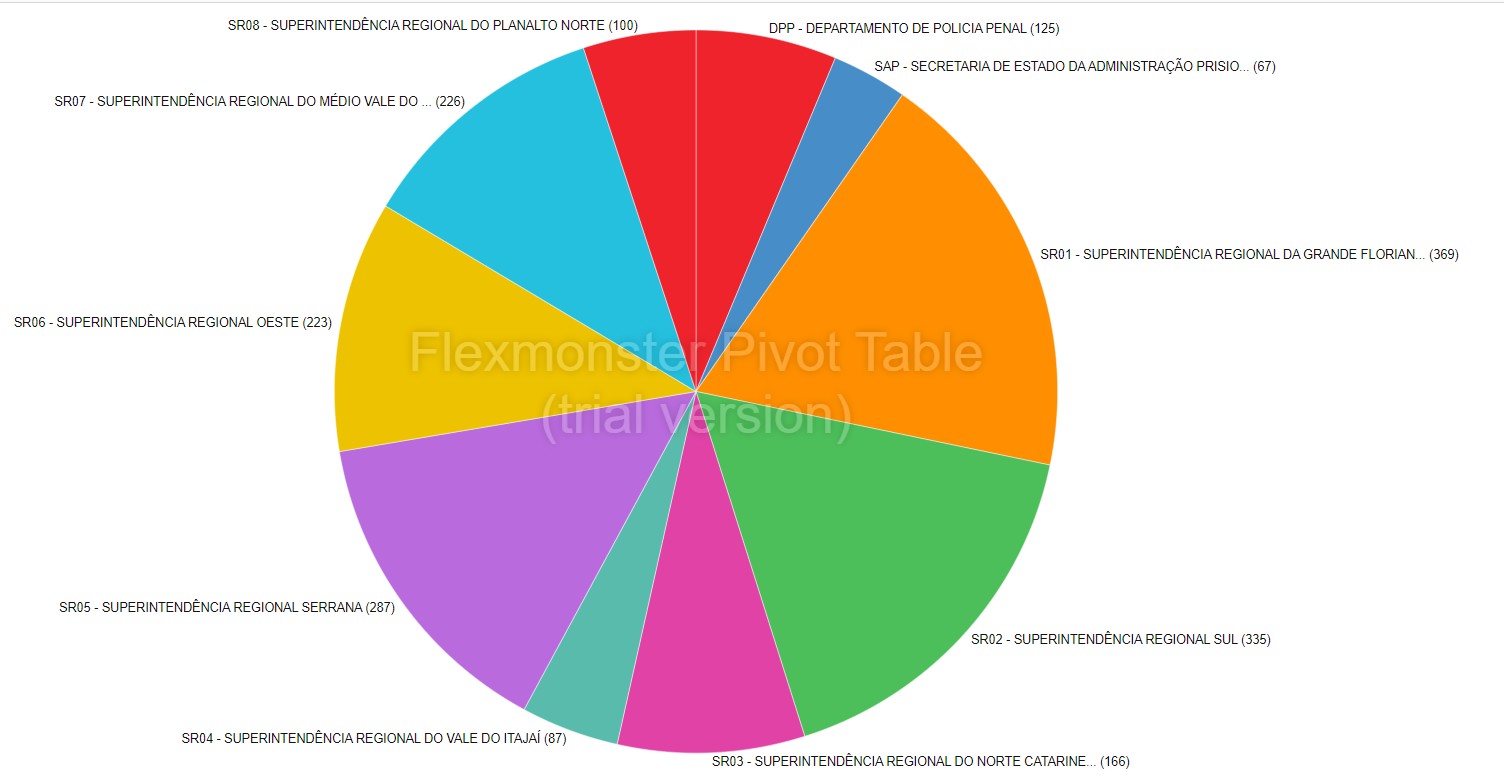 SR08 - SUPERINTENDÊNCIA REGIONAL DO PLANALTO NORTE (100)
DPP - DEPARTAMENTO DE POLICIA PENAL (125)
SAP - SECRETARIA DE ESTADO DA ADMINISTRAÇÃO PRISIO... (67)
SR07 - SUPERINTENDÊNCIA REGIONAL DO MÉDIO VALE DO ... (226)
SR01 - SUPERINTENDÊNCIA REGIONAL DA GRANDE FLORIAN... (369)
SR06 - SUPERINTENDÊNCIA REGIONAL OESTE (223)
Flexmonster Pivot Table
(trial version)
SR05 - SUPERINTENDÊNCIA REGIONAL SERRANA (287)
SR02 - SUPERINTENDÊNCIA REGIONAL SUL (335)
SR04 - SUPERINTENDÊNCIA REGIONAL DO VALE DO ITAJAÍ (87)
SR03 - SUPERINTENDÊNCIA REGIONAL DO NORTE CATARINE... (166)